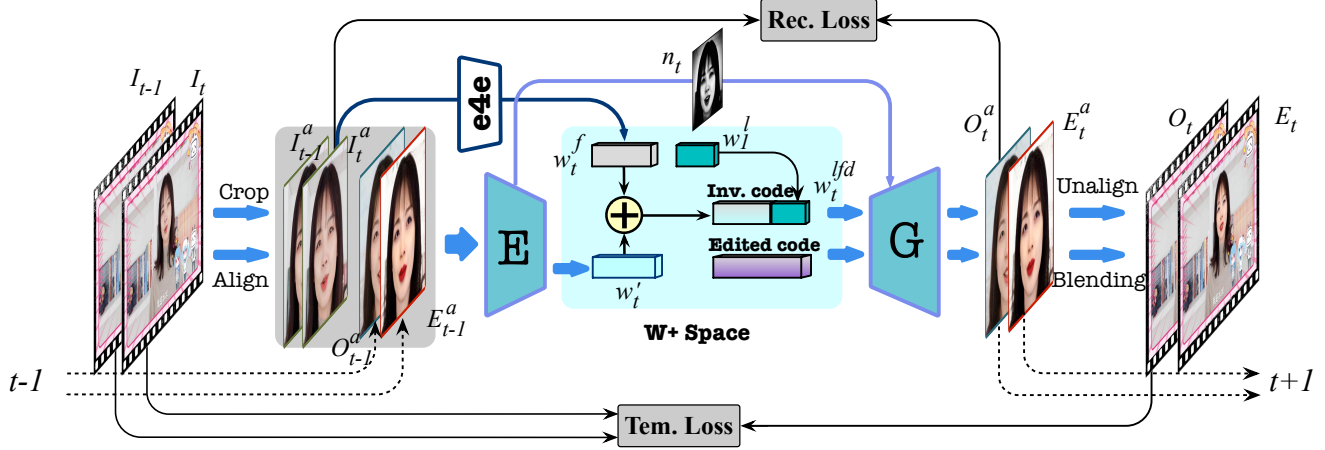 Rec. Loss
I_{t-1}
I_t
n_t
e4e
I^a_{t-1}
I^a_t
w^f_t
w^l_1
w^{lfd}_t
O^a_t
E^a_t
O_t
E_t
Crop
Align
E
Inv. code
Edited code
G
Unalign
Blending
w'_t
E^a_{t-1}
O^a_{t-1}
W+ Space
t-1
t+1
Tem. Loss